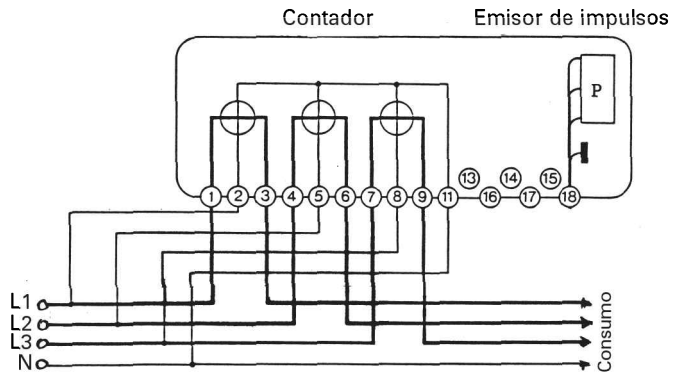 Contador Emisor de impulsos
P
13 14 15
1 2 3 4 5 6 7 8 9 11 16 17 18
L1
L2
L3
N
Consumo